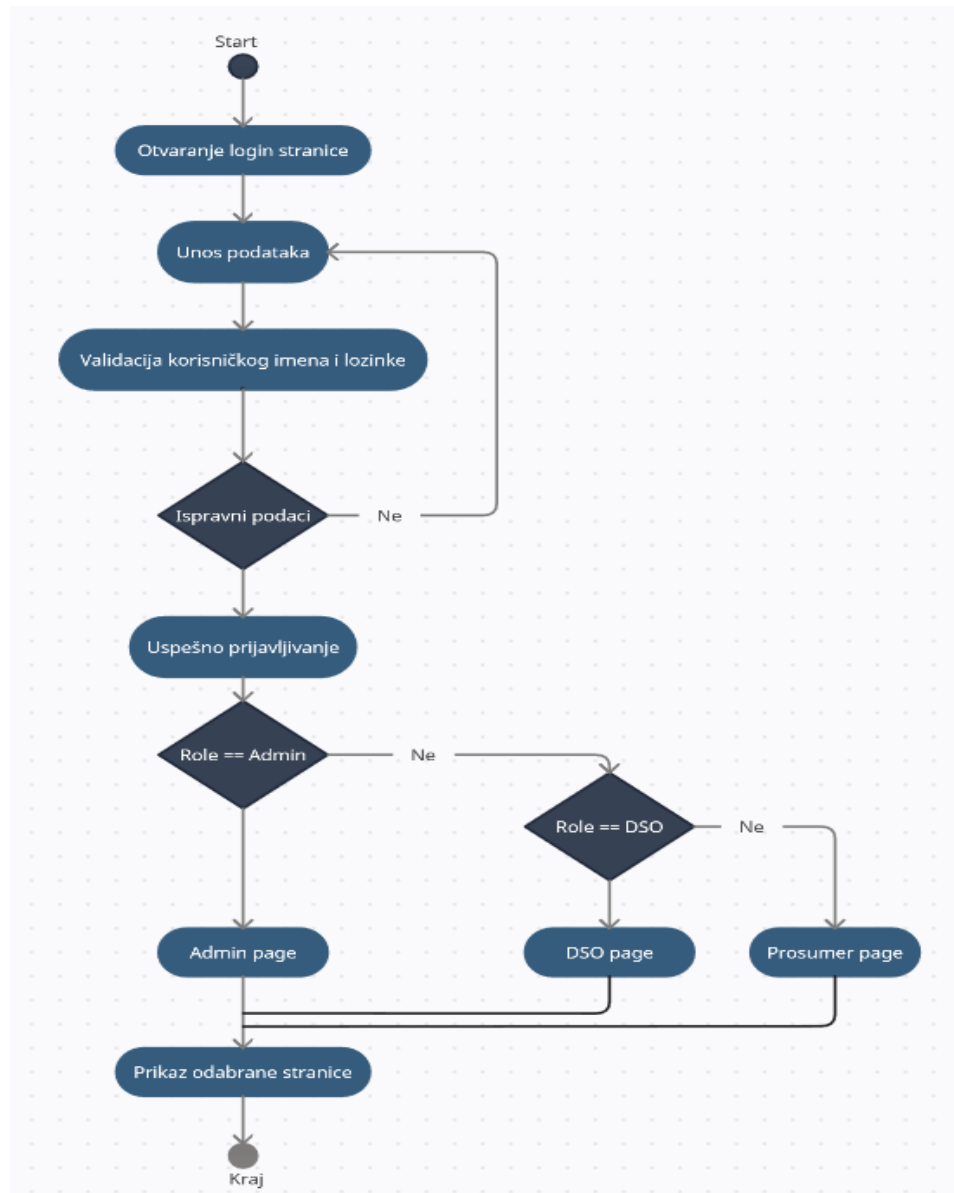 Start
Otvaranje login stranice
Unos podataka
Validacija korisničkog imena i lozinke
Ispravni podaci
Ne
Uspešno prijavljivanje
Role == Admin
Ne
Role == DSO
Ne
Admin page
DSO page
Prosumer page
Prikaz odabrane stranice
Kraj